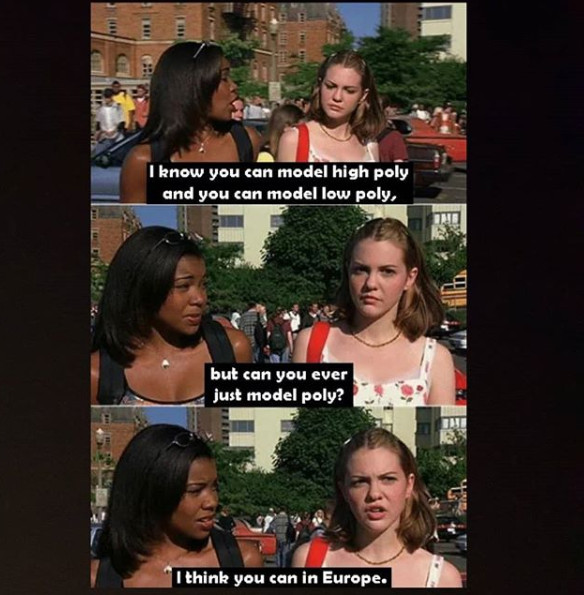 I know you can model high poly
and you can model low poly,
but can you ever
just model poly?
I think you can in Europe.